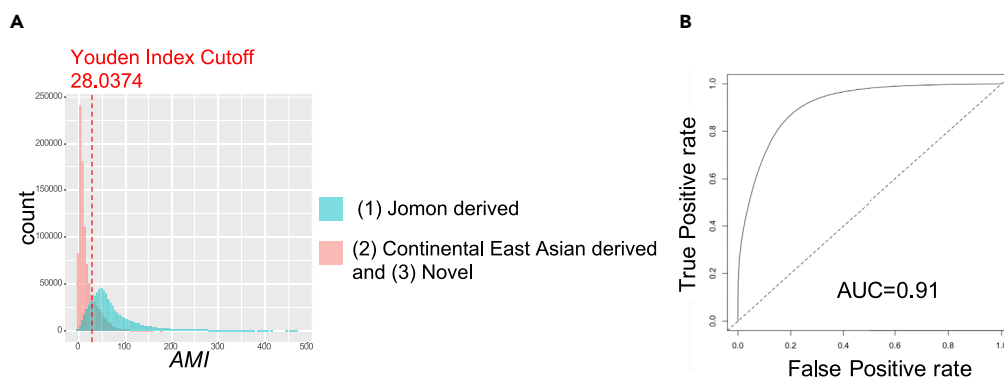 A
Youden Index Cutoff
28.0374
250000
200000
150000
100000
50000
0
count
0
100
200
300
400
500
AMI
(1) Jomon derived
(2) Continental East Asian derived
and (3) Novel
B
1.0
0.8
0.6
0.4
0.2
0.0
True Positive rate
AUC=0.91
0.0
0.2
0.4
0.6
0.8
1.0
False Positive rate